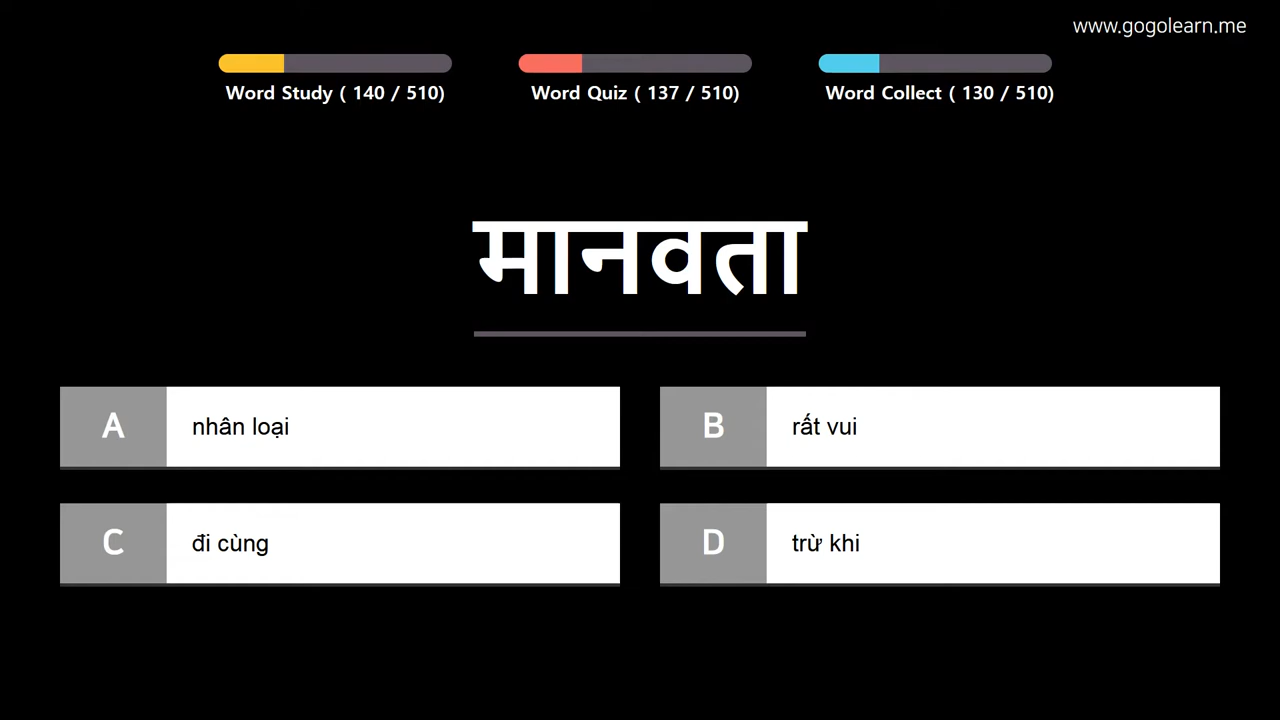 www.gogolearn.me
Word Study ( 140 / 510)
Word Quiz ( 137 / 510)
Word Collect ( 130 / 510)
मानवता
A nhân loại
B rất vui
C đi cùng
D trừ khi